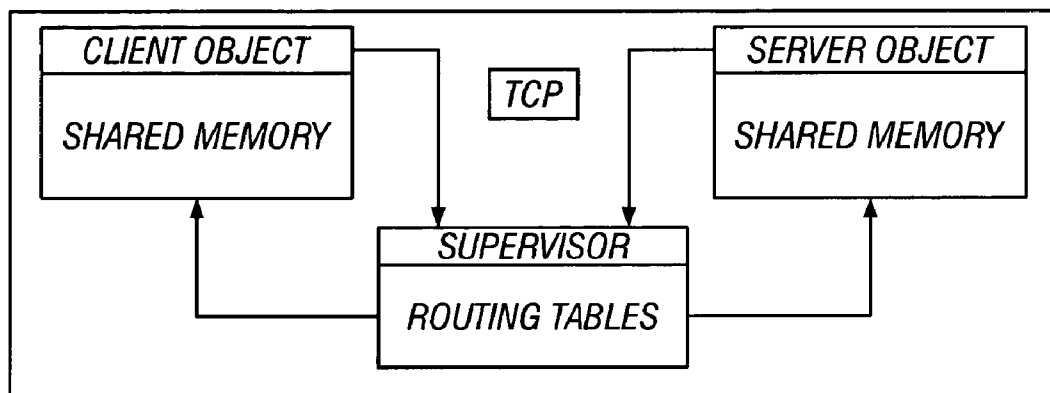 CLIENT OBJECT
SHARED MEMORY
TCP
SERVER OBJECT
SHARED MEMORY
SUPERVISOR
ROUTING TABLES